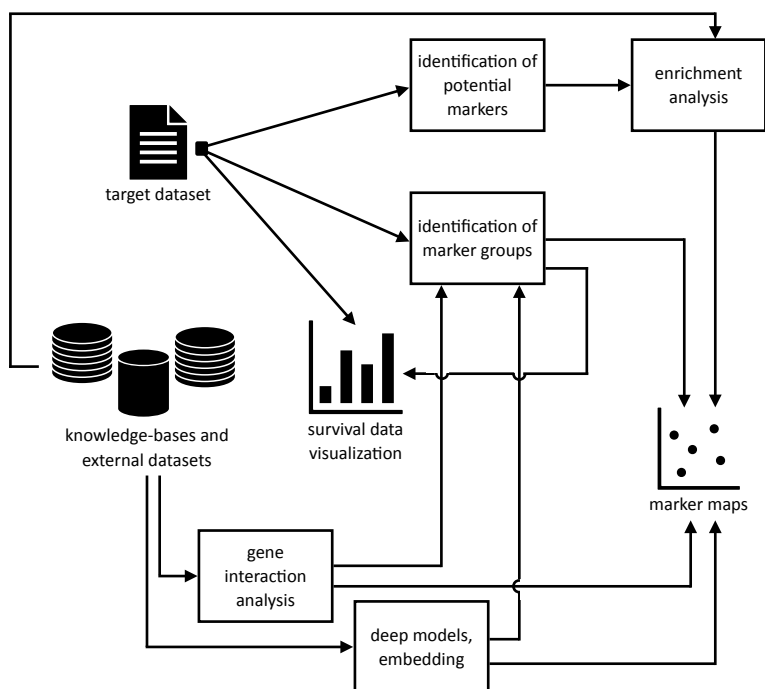 identification of
potential
markers
enrichment
analysis
target dataset
identification of
marker groups
knowledge-bases and
external datasets
survival data
visualization
marker maps
gene
interaction
analysis
deep models,
embedding